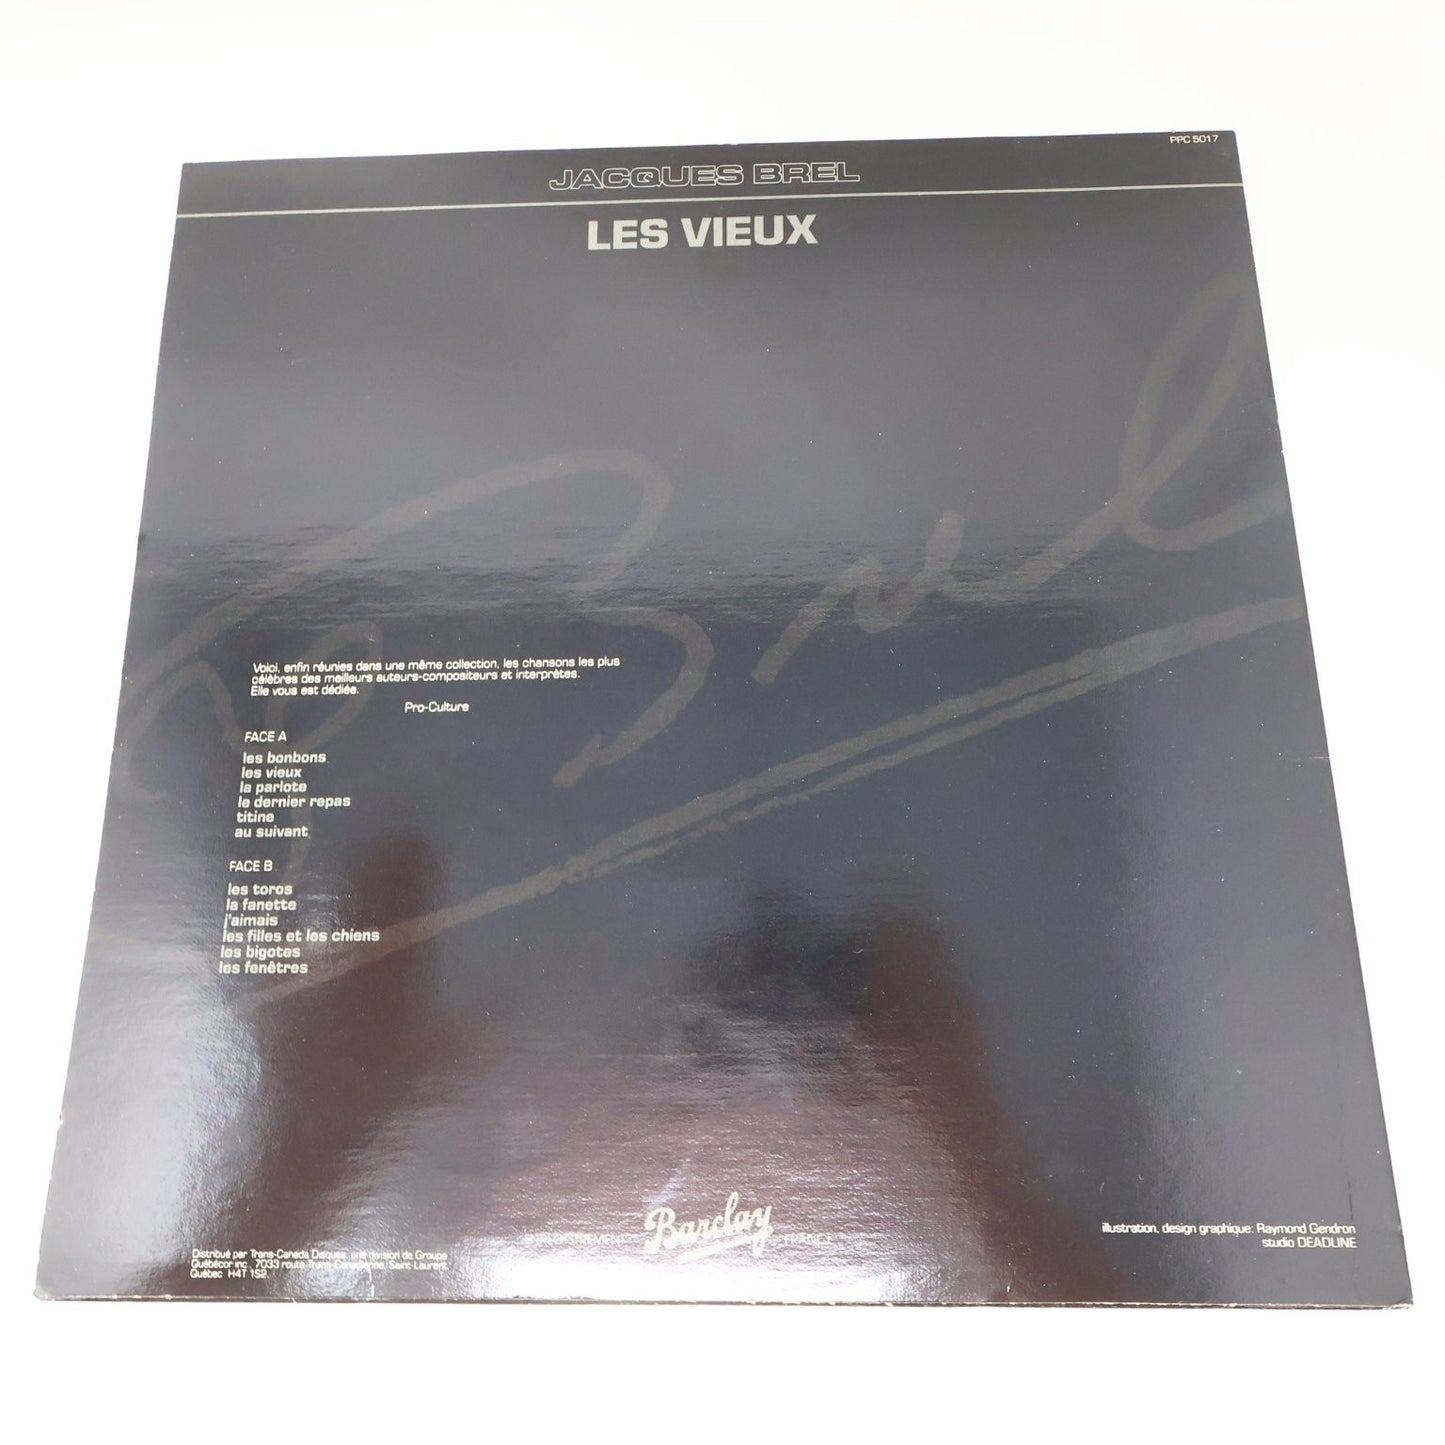 PPC 5017
JACQUES BREL
LES VIEUX
Brel
Voici, enfin réunies dans une même collection, les chansons les plus
célèbres des meilleurs auteurs-compositeurs et interprètes.
Elle vous est dédiée.
Pro-Culture
FACE A
les bonbons
les vieux
la parlote
le dernier repas
titine
au suivant
FACE B
les toros
la fanette
j'aimais
les filles et les chiens
les bigotes
les fenêtres
Barclay
ENREGISTREMENT FRANCE
illustration, design graphique: Raymond Gendron
studio DEADLINE
Distribué par Trans-Canada Disques, une division de Groupe
Québécor inc., 7033 route Trans-Canadienne, Saint-Laurent,
Québec H4T 1S2